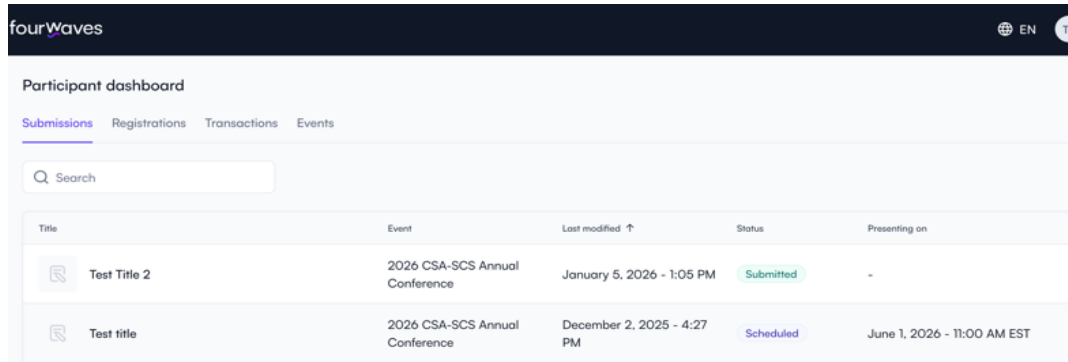 fourwaves
EN
T
Participant dashboard
Submissions Registrations Transactions Events
Search
Title Event Last modified ↑ Status Presenting on
Test Title 2 2026 CSA-SCS Annual Conference January 5, 2026 - 1:05 PM Submitted -
Test title 2026 CSA-SCS Annual Conference December 2, 2025 - 4:27 PM Scheduled June 1, 2026 - 11:00 AM EST